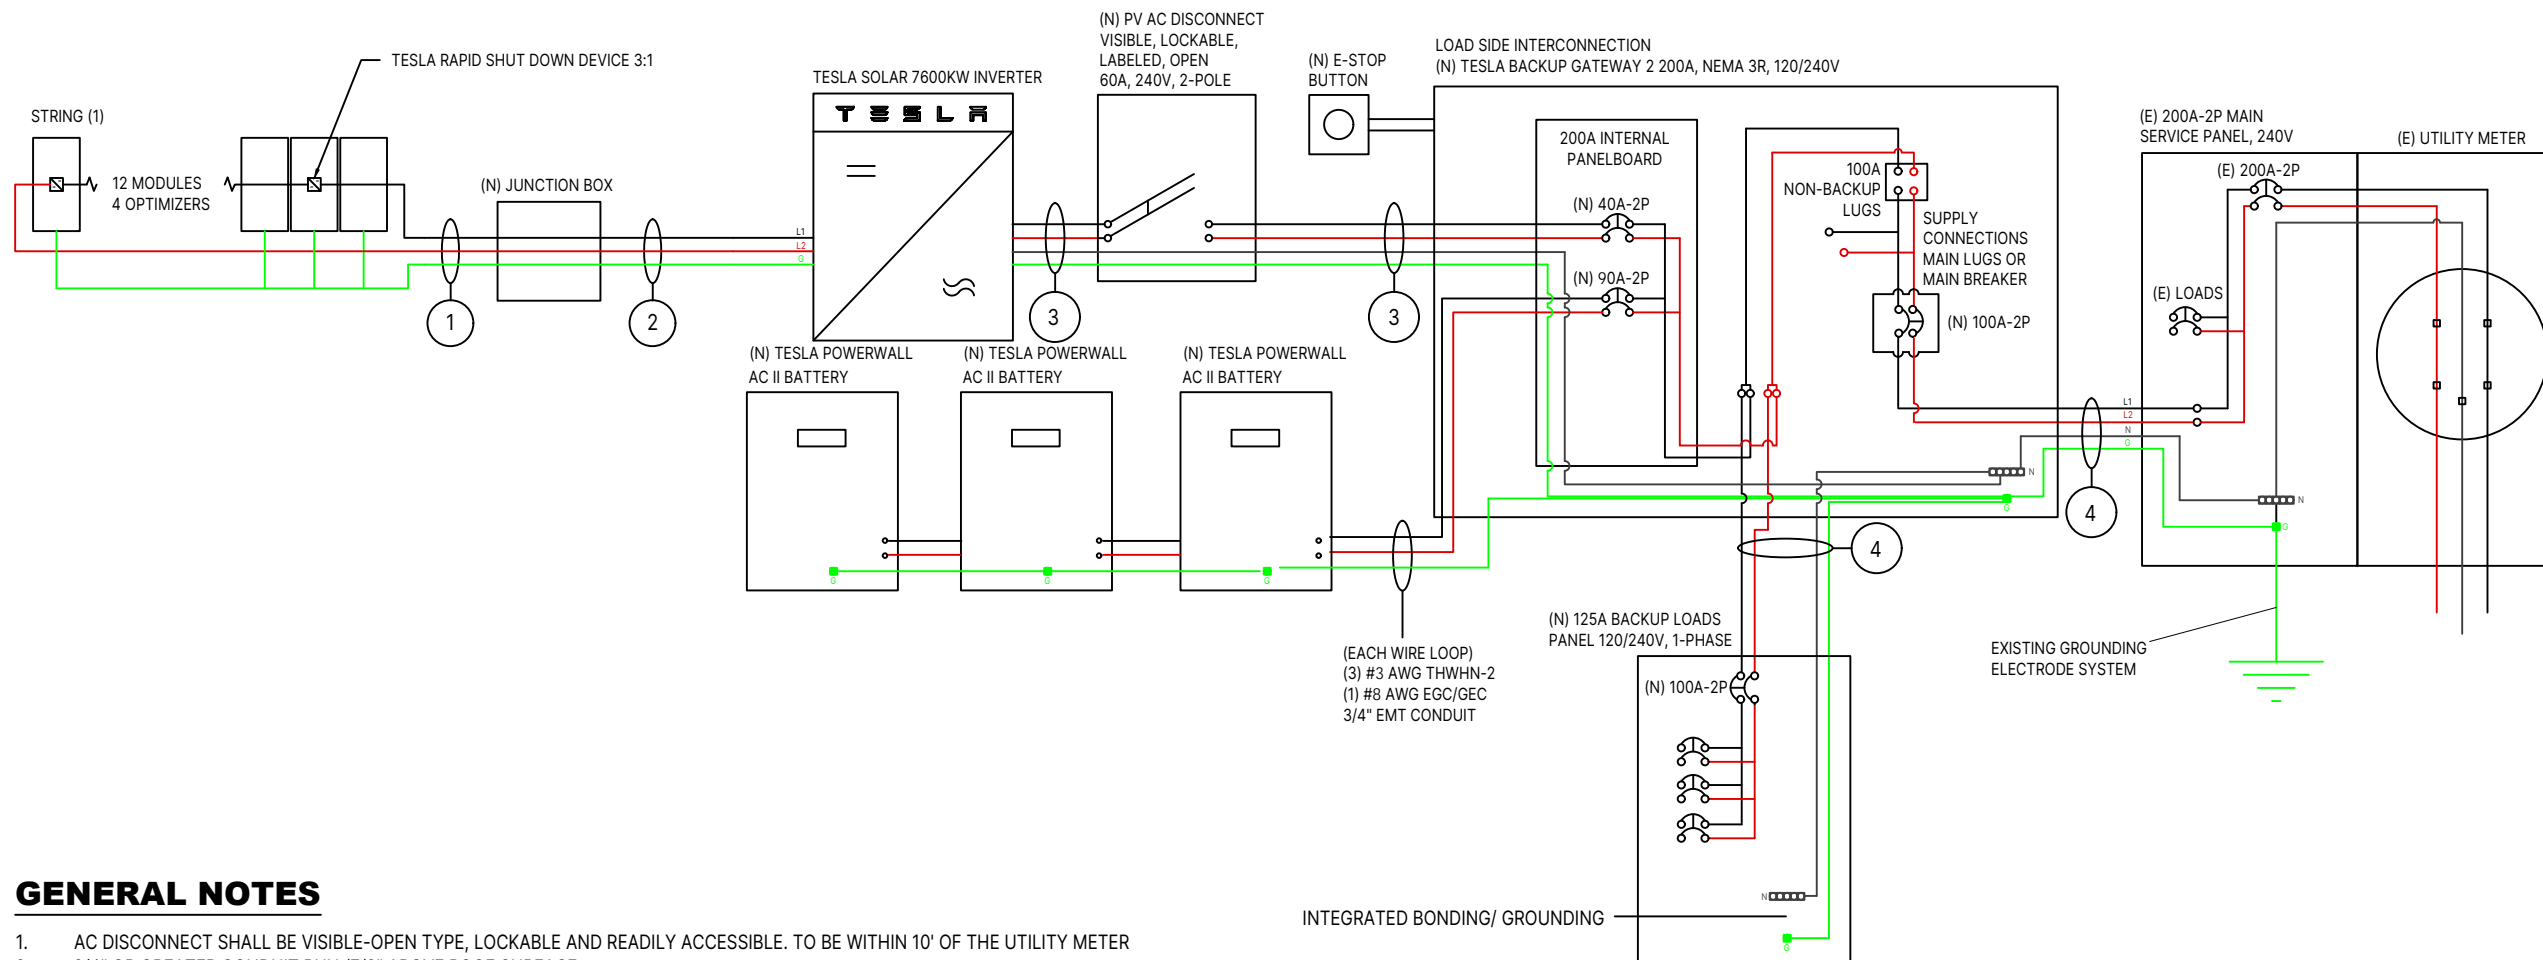 STRING (1)
12 MODULES
4 OPTIMIZERS
TESLA RAPID SHUT DOWN DEVICE 3:1
(N) JUNCTION BOX
1
2
L1
L2
G
TESLA SOLAR 7600KW INVERTER
TESLA
3
(N) PV AC DISCONNECT
VISIBLE, LOCKABLE,
LABELED, OPEN
60A, 240V, 2-POLE
(N) E-STOP
BUTTON
3
LOAD SIDE INTERCONNECTION
(N) TESLA BACKUP GATEWAY 2 200A, NEMA 3R, 120/240V
200A INTERNAL
PANELBOARD
(N) 40A-2P
(N) 90A-2P
100A
NON-BACKUP
LUGS
SUPPLY
CONNECTIONS
MAIN LUGS OR
MAIN BREAKER
(N) 100A-2P
N
G
(E) 200A-2P MAIN
SERVICE PANEL, 240V
(E) 200A-2P
(E) LOADS
L1
L2
N
G
4
N
G
(E) UTILITY METER
(N) TESLA POWERWALL
AC II BATTERY
G
(N) TESLA POWERWALL
AC II BATTERY
G
(N) TESLA POWERWALL
AC II BATTERY
G
(EACH WIRE LOOP)
(3) #3 AWG THWHN-2
(1) #8 AWG EGC/GEC
3/4" EMT CONDUIT
4
(N) 125A BACKUP LOADS
PANEL 120/240V, 1-PHASE
(N) 100A-2P
N
G
INTEGRATED BONDING/ GROUNDING
EXISTING GROUNDING
ELECTRODE SYSTEM
GENERAL NOTES
1. AC DISCONNECT SHALL BE VISIBLE-OPEN TYPE, LOCKABLE AND READILY ACCESSIBLE. TO BE WITHIN 10' OF THE UTILITY METER